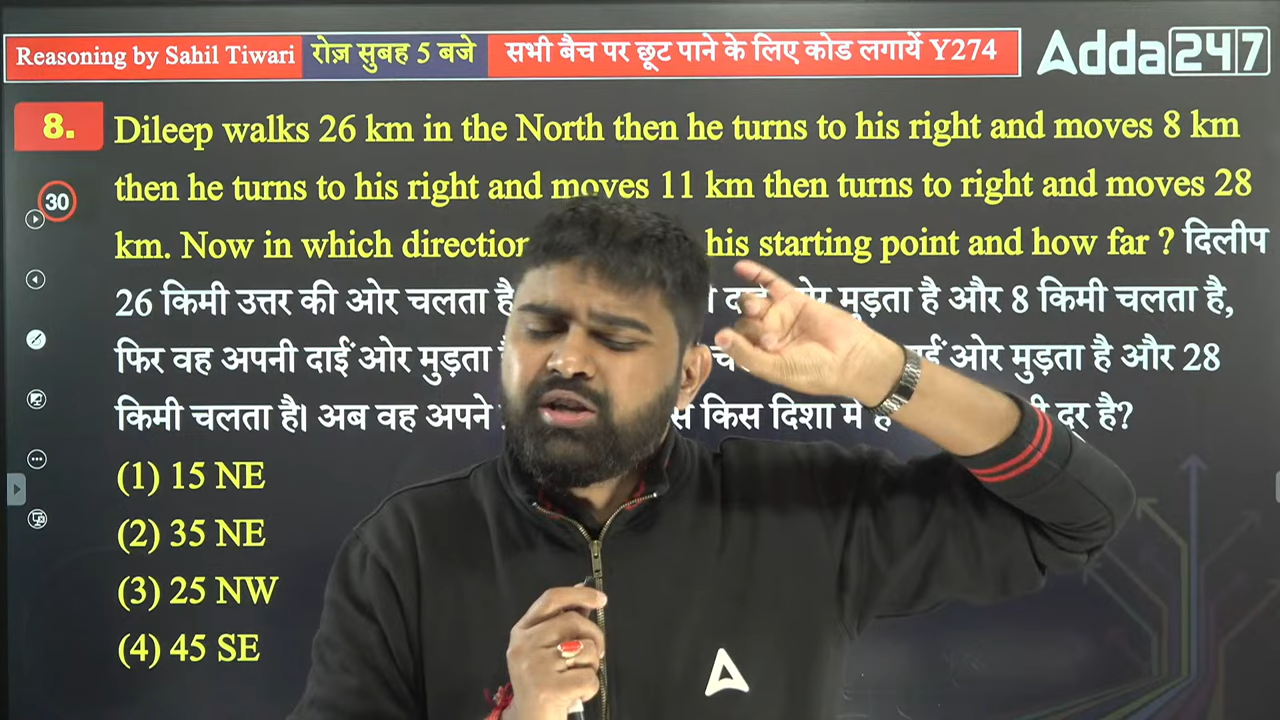 Reasoning by Sahil Tiwari रोज़ सुबह 5 बजे सभी बैच पर छूट पाने के लिए कोड लगायें Y274 Adda247
8. Dileep walks 26 km in the North then he turns to his right and moves 8 km
30 then he turns to his right and moves 11 km then turns to right and moves 28
km. Now in which direction his starting point and how far ? दिलीप
26 किमी उत्तर की ओर चलता है मुड़ता है और 8 किमी चलता है,
फिर वह अपनी दाईं ओर मुड़ता ओर मुड़ता है और 28
किमी चलता है। अब वह अपने किस दिशा में है?
(1) 15 NE
(2) 35 NE
(3) 25 NW
(4) 45 SE